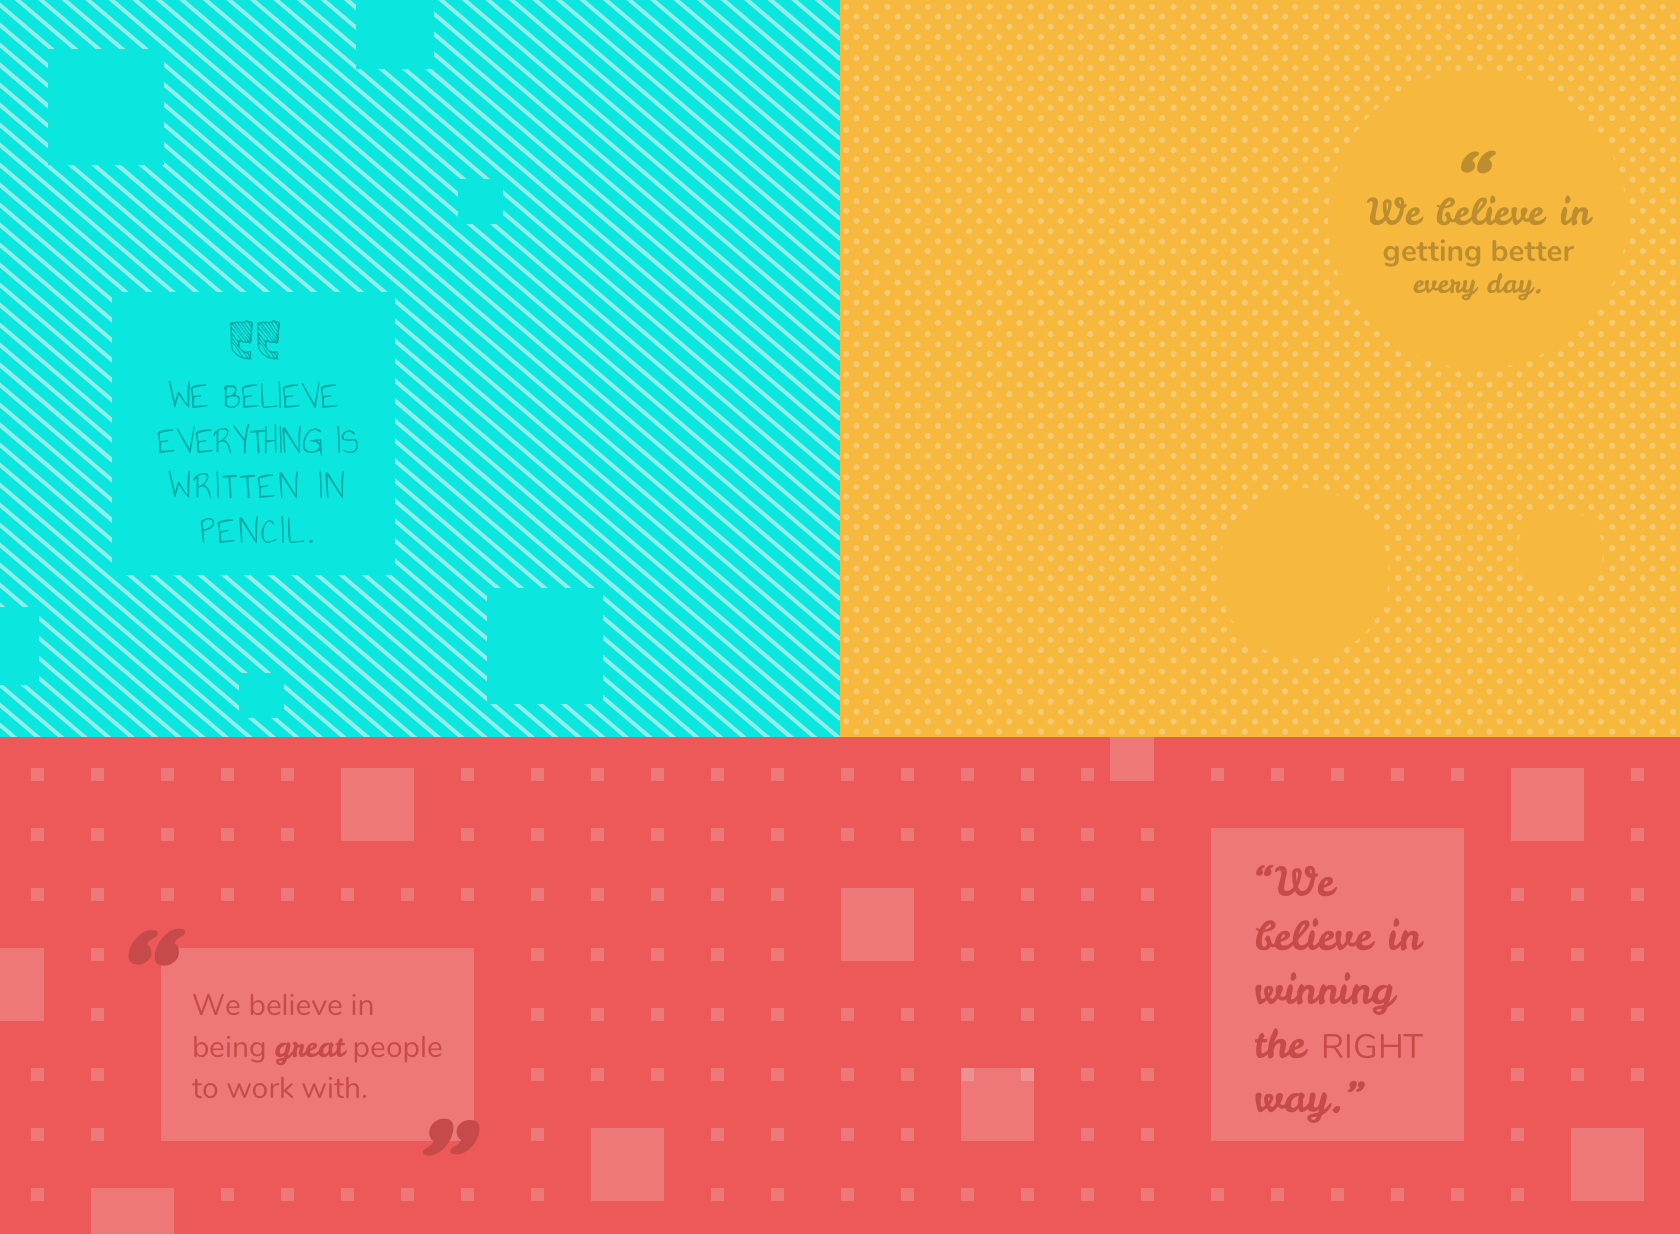 “
WE BELIEVE
EVERYTHING IS
WRITTEN IN
PENCIL.
“
We believe in
getting better
every day.
“
We believe in
being great people
to work with.
”
“We
believe in
winning
the RIGHT
way.”